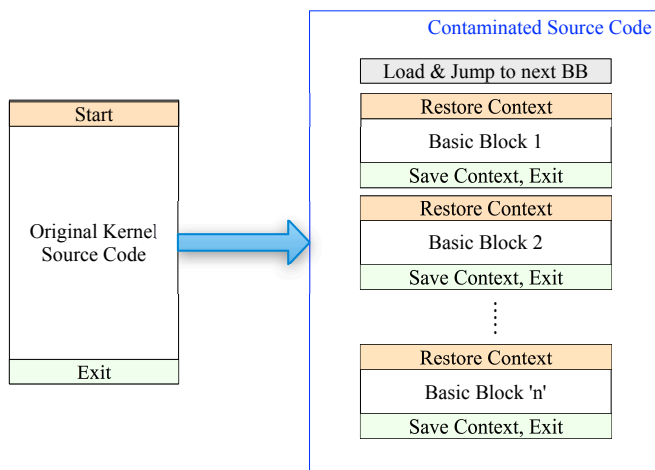 Contaminated Source Code
Start
Original Kernel
Source Code
Exit
Load & Jump to next BB
Restore Context
Basic Block 1
Save Context, Exit
Restore Context
Basic Block 2
Save Context, Exit
Restore Context
Basic Block 'n'
Save Context, Exit